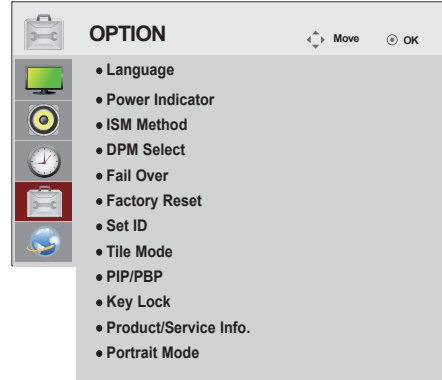 OPTION Move OK
● Language
● Power Indicator
● ISM Method
● DPM Select
● Fail Over
● Factory Reset
● Set ID
● Tile Mode
● PIP/PBP
● Key Lock
● Product/Service Info.
● Portrait Mode